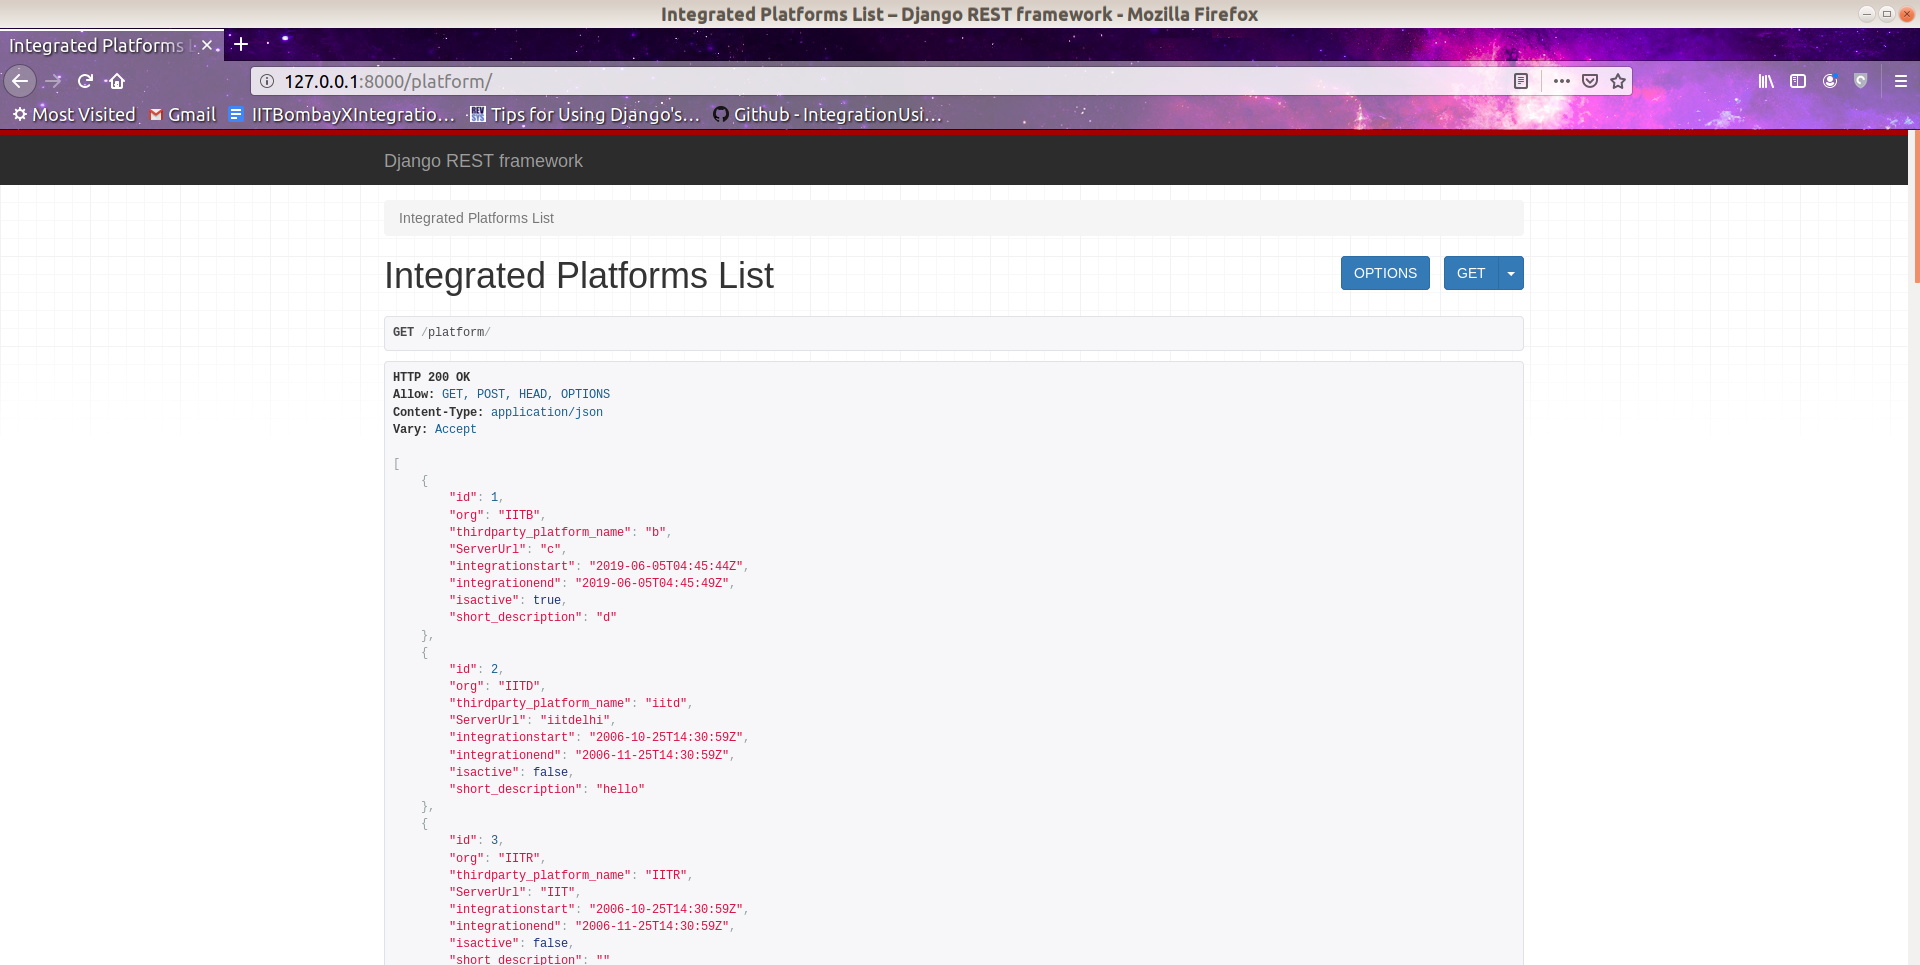 Integrated Platforms List – Django REST framework - Mozilla Firefox
Integrated Platforms
127.0.0.1:8000/platform/
Most Visited Gmail IITBombayXIntegratio… Tips for Using Django's… Github - IntegrationUsi…
Django REST framework
Integrated Platforms List
Integrated Platforms List
OPTIONS GET
GET /platform/
HTTP 200 OK
Allow: GET, POST, HEAD, OPTIONS
Content-Type: application/json
Vary: Accept
[
{
"id": 1,
"org": "IITB",
"thirdparty_platform_name": "b",
"ServerUrl": "c",
"integrationstart": "2019-06-05T04:45:44Z",
"integrationend": "2019-06-05T04:45:49Z",
"isactive": true,
"short_description": "d"
},
{
"id": 2,
"org": "IITD",
"thirdparty_platform_name": "iitd",
"ServerUrl": "iitdelhi",
"integrationstart": "2006-10-25T14:30:59Z",
"integrationend": "2006-11-25T14:30:59Z",
"isactive": false,
"short_description": "hello"
},
{
"id": 3,
"org": "IITR",
"thirdparty_platform_name": "IITR",
"ServerUrl": "IIT",
"integrationstart": "2006-10-25T14:30:59Z",
"integrationend": "2006-11-25T14:30:59Z",
"isactive": false,
"short_description": ""